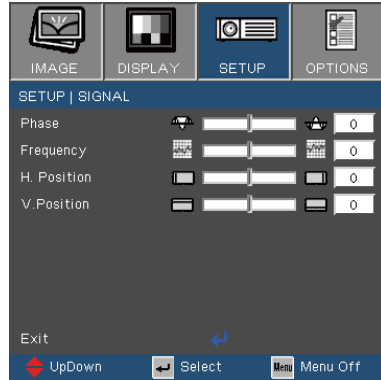 IMAGE DISPLAY SETUP OPTIONS
SETUP | SIGNAL
Phase 0
Frequency 0
H. Position 0
V.Position 0
Exit
UpDown Select Menu Menu Off